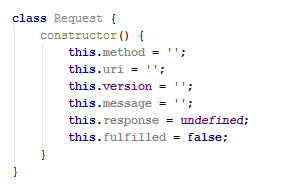 class Request {
    constructor() {
        this.method = '';
        this.uri = '';
        this.version = '';
        this.message = '';
        this.response = undefined;
        this.fulfilled = false;
    }
}